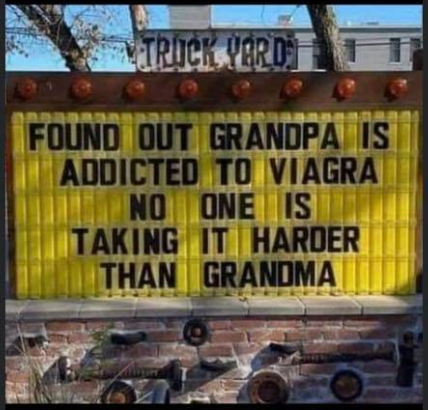 TRUCK YARD
FOUND OUT GRANDPA IS
ADDICTED TO VIAGRA
NO ONE IS
TAKING IT HARDER
THAN GRANDMA